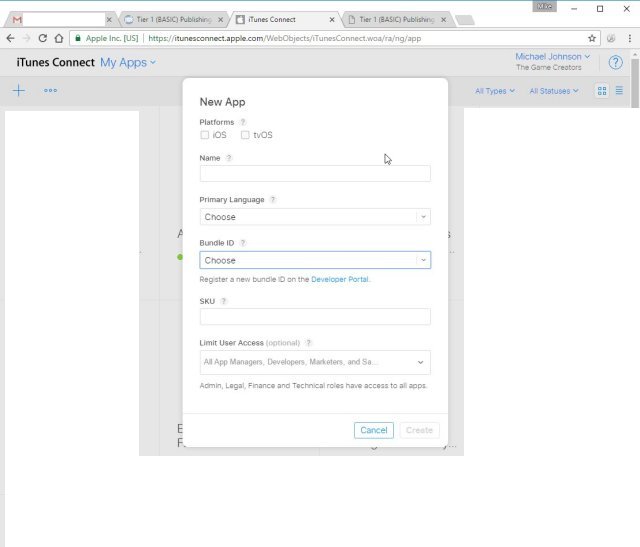 Mike
Tier 1 (BASIC) Publishing
iTunes Connect
Tier 1 (BASIC) Publishing
Apple Inc. [US]
https://itunesconnect.apple.com/WebObjects/iTunesConnect.woa/ra/ng/app
iTunes Connect My Apps
Michael Johnson
The Game Creators
?
All Types
All Statuses
New App
Platforms ?
iOS
tvOS
Name ?
Primary Language ?
Choose
Bundle ID ?
Choose
Register a new bundle ID on the Developer Portal.
SKU ?
Limit User Access (optional) ?
All App Managers, Developers, Marketers, and Sa...
Admin, Legal, Finance and Technical roles have access to all apps.
Cancel
Create